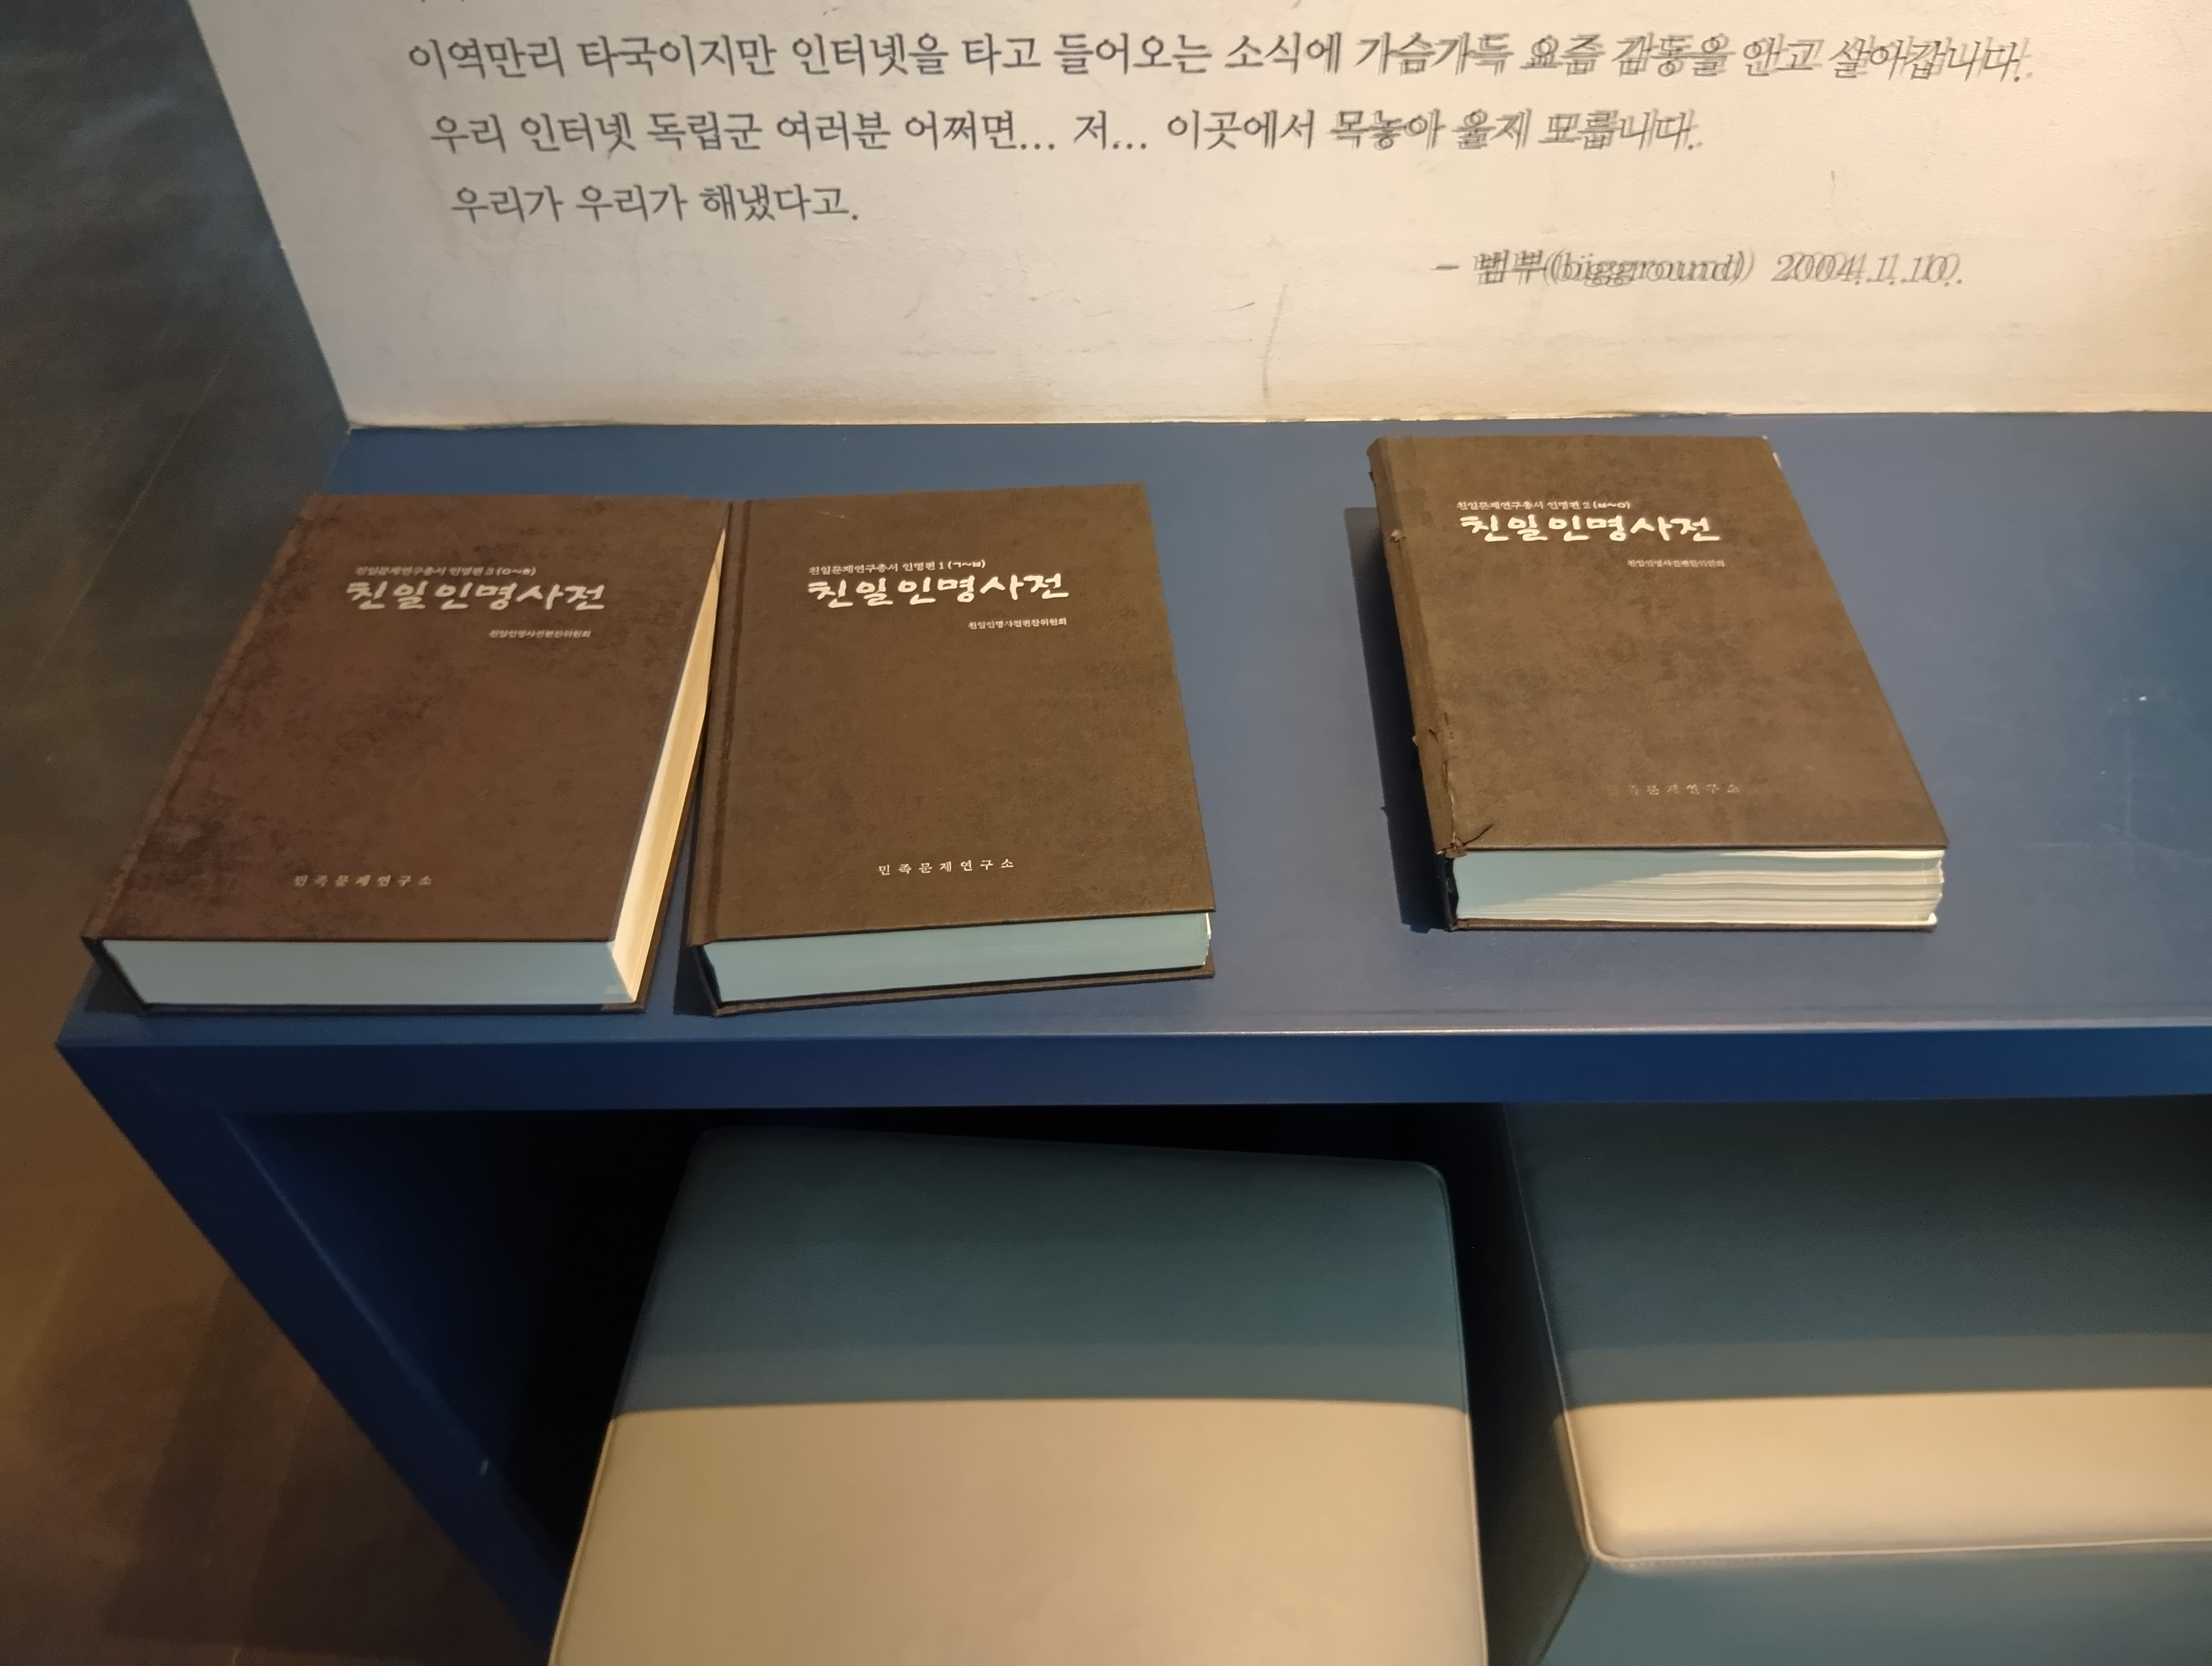 이역만리 타국이지만 인터넷을 타고 들어오는 소식에 가슴가득 요즘 감동을 안고 살아갑니다.
우리 인터넷 독립군 여러분 어쩌면... 저... 이곳에서 목놓아 울지 모릅니다.
우리가 우리가 해냈다고.
- 범부(bigground) 2004.1.10.
친일문제연구총서 인명편 3 (ㅇ~ㅎ)
친일인명사전
친일인명사전편찬위원회
민족문제연구소
친일문제연구총서 인명편 1 (ㄱ~ㅂ)
친일인명사전
친일인명사전편찬위원회
민족문제연구소
친일문제연구총서 인명편 2 (ㅂ~ㅇ)
친일인명사전
친일인명사전편찬위원회
족문제연구소